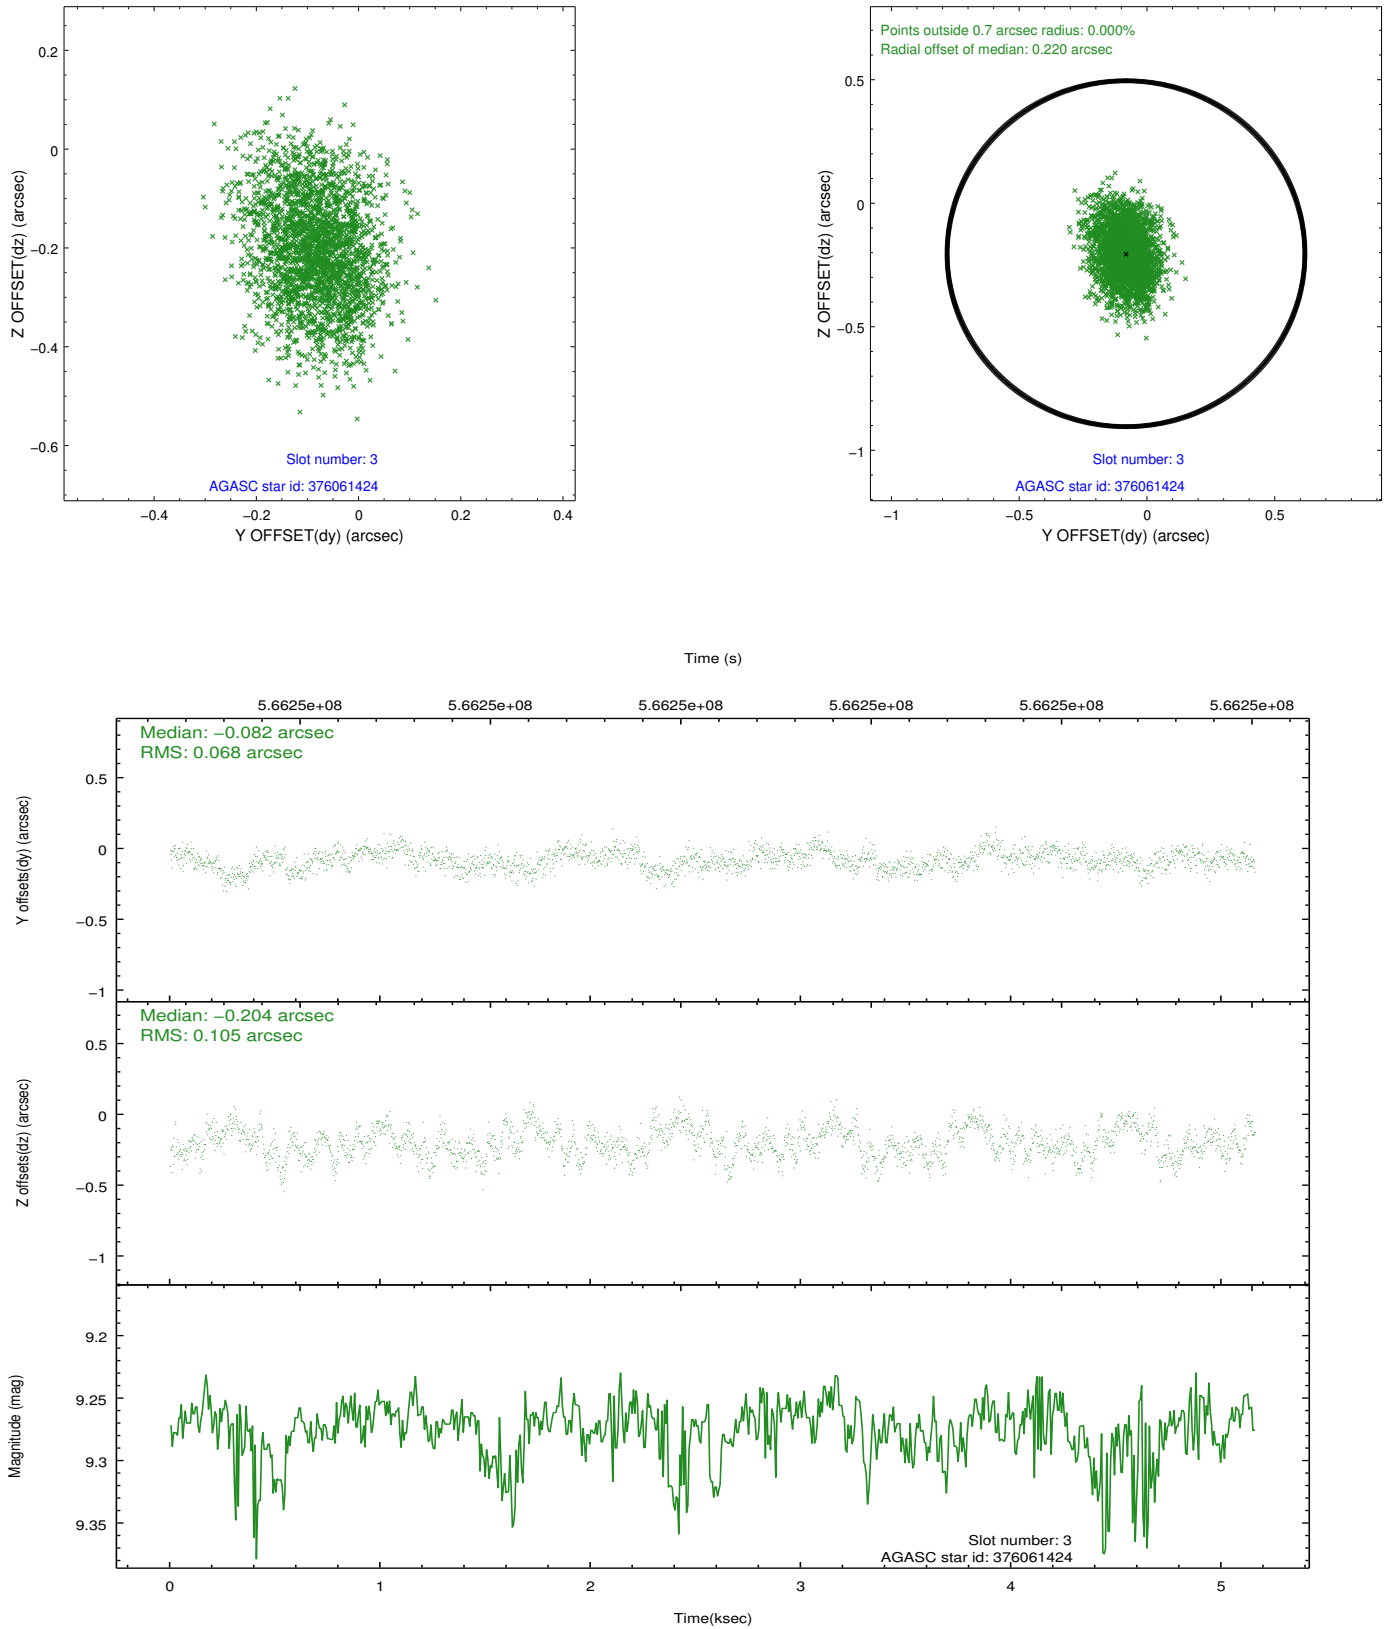 0.2
0
−0.2
−0.4
−0.6
Z OFFSET(dz) (arcsec)
Slot number: 3
AGASC star id: 376061424
−0.4 −0.2 0 0.2 0.4
Y OFFSET(dy) (arcsec)
Points outside 0.7 arcsec radius: 0.000%
Radial offset of median: 0.220 arcsec
0.5
0
−0.5
−1
Z OFFSET(dz) (arcsec)
Slot number: 3
AGASC star id: 376061424
−1 −0.5 0 0.5
Y OFFSET(dy) (arcsec)
Time (s)
5.6625e+08 5.6625e+08 5.6625e+08 5.6625e+08 5.6625e+08 5.6625e+08
Median: −0.082 arcsec
RMS: 0.068 arcsec
0.5
0
−0.5
−1
Y offsets(dy) (arcsec)
Median: −0.204 arcsec
RMS: 0.105 arcsec
0.5
0
−0.5
−1
Z offsets(dz) (arcsec)
9.2
9.25
9.3
9.35
Magnitude (mag)
Slot number: 3
AGASC star id: 376061424
0 1 2 3 4 5
Time(ksec)